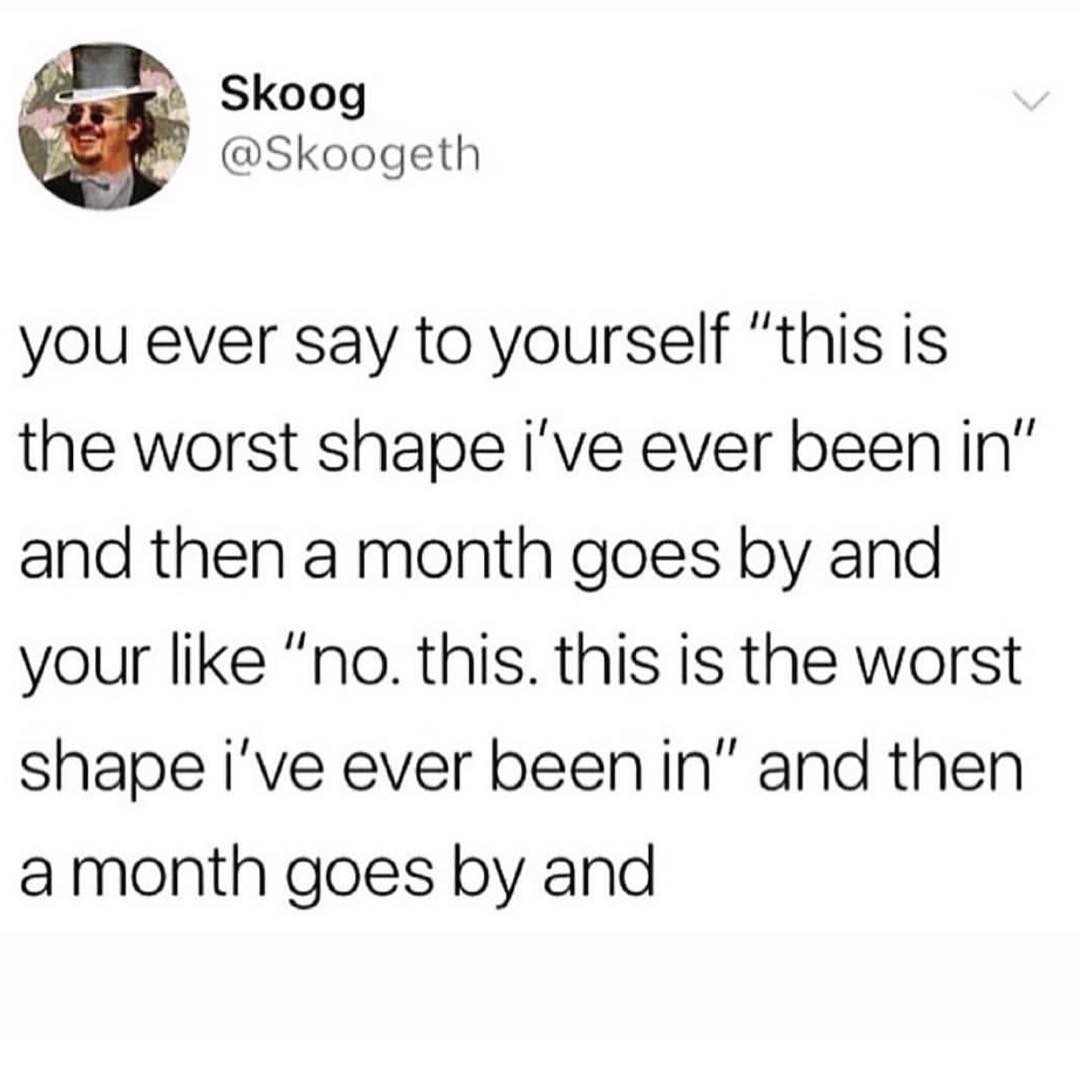 Skoog
@Skoogeth
you ever say to yourself "this is
the worst shape i've ever been in"
and then a month goes by and
your like "no. this. this is the worst
shape i've ever been in" and then
a month goes by and